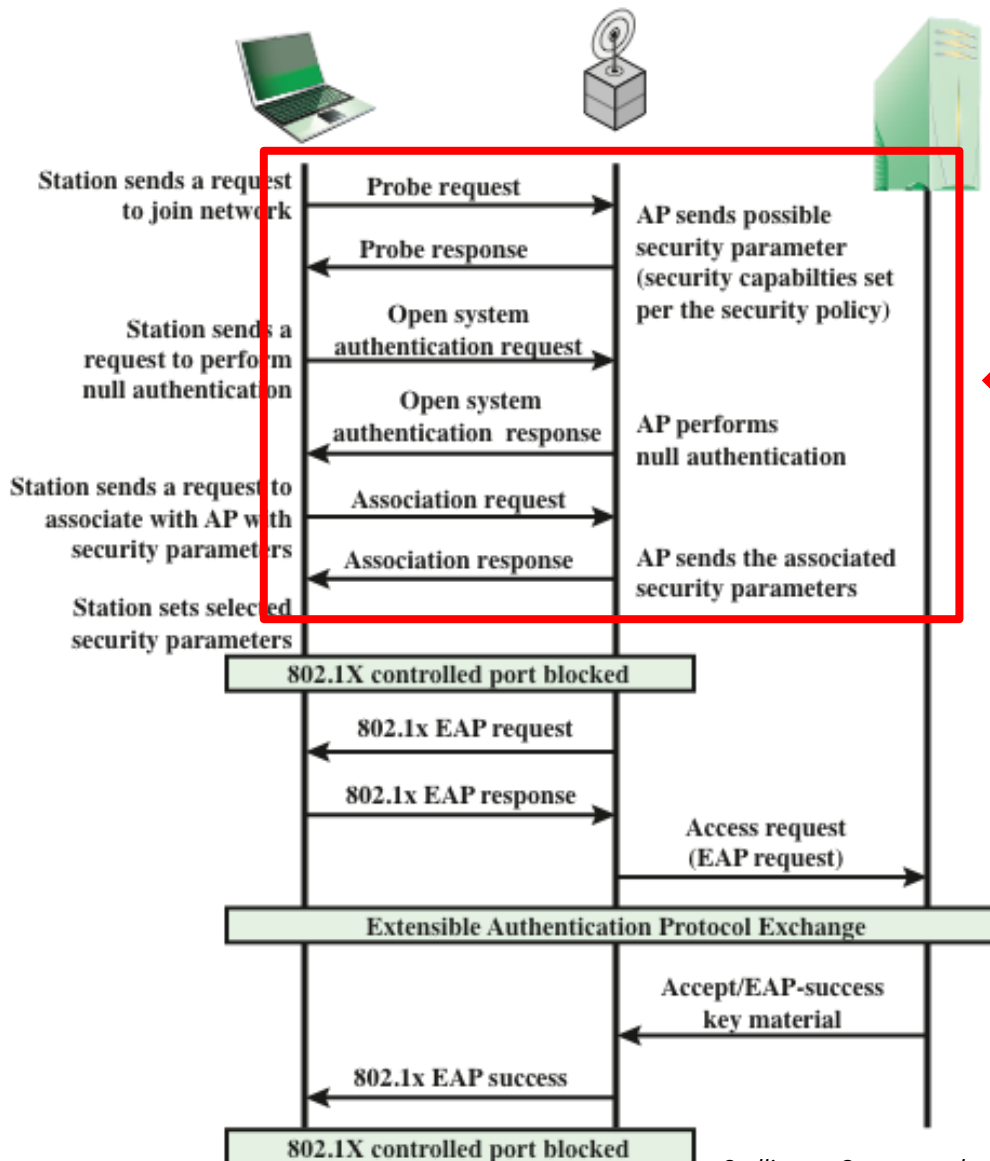 Station sends a request
to join network
Probe request
Probe response
AP sends possible
security parameter
(security capabilties set
per the security policy)
Station sends a
request to perform
null authentication
Open system
authentication request
Open system
authentication response
AP performs
null authentication
Station sends a request to
associate with AP with
security parameters
Association request
Association response
AP sends the associated
security parameters
Station sets selected
security parameters
802.1X controlled port blocked
802.1x EAP request
802.1x EAP response
Access request
(EAP request)
Extensible Authentication Protocol Exchange
Accept/EAP-success
key material
802.1x EAP success
802.1X controlled port blocked